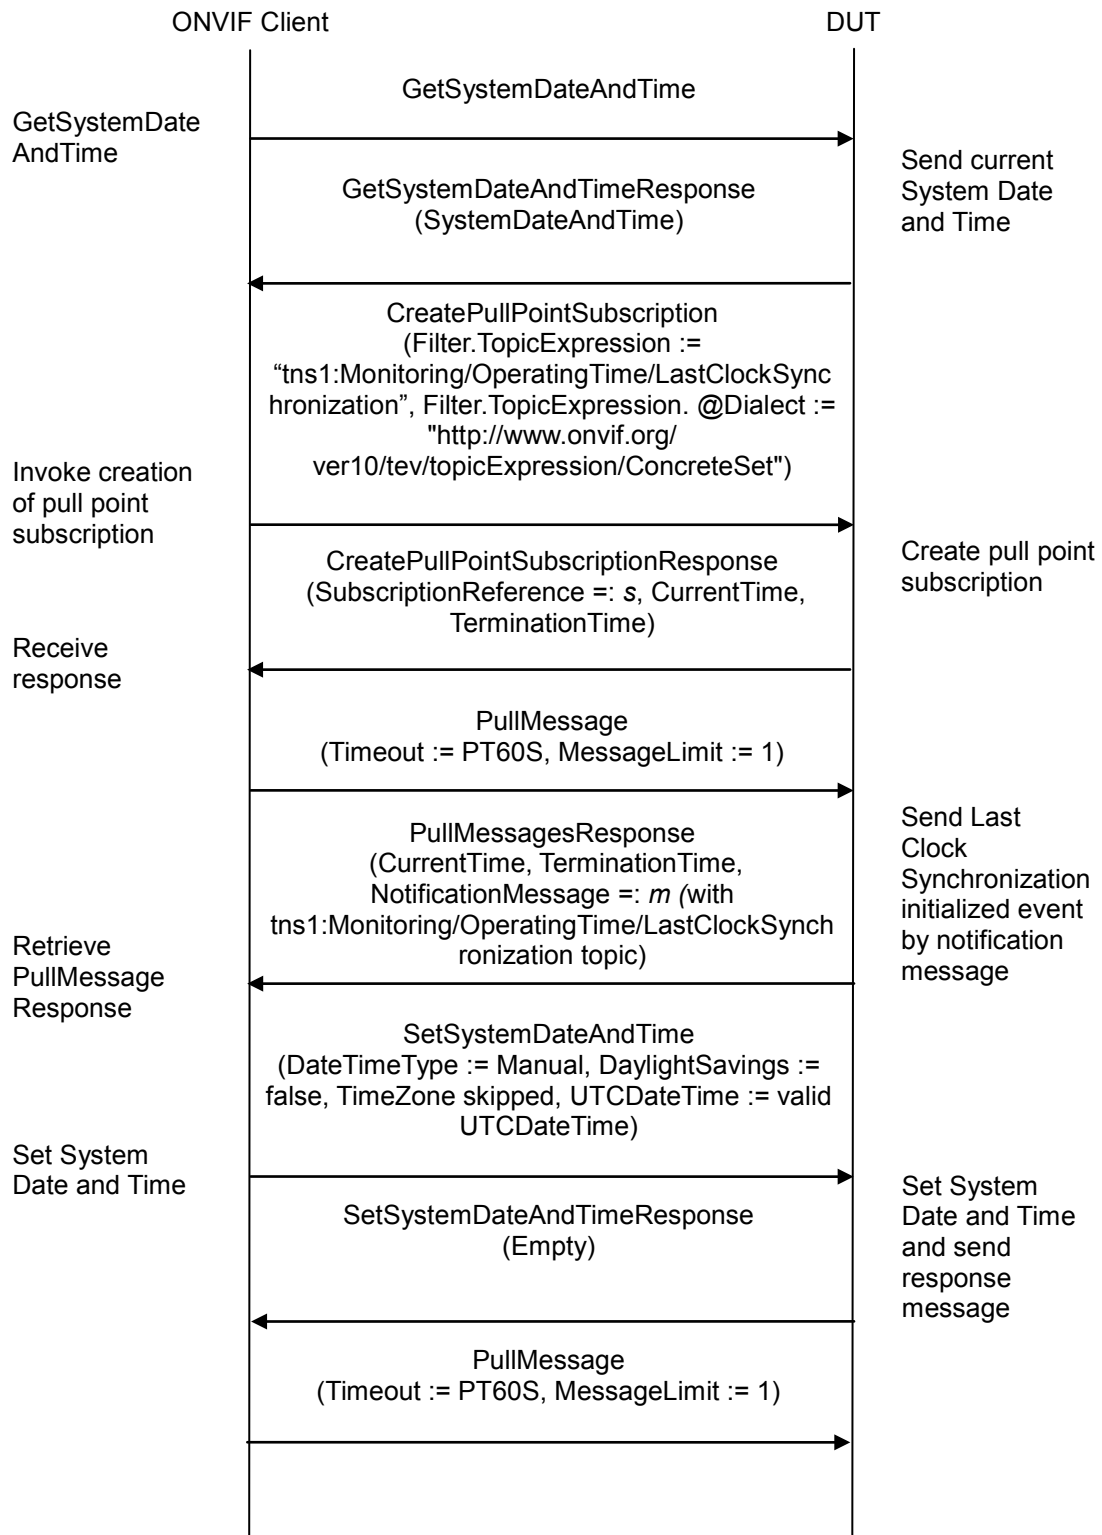 ONVIF Client
DUT
GetSystemDateAndTime
GetSystemDate
AndTime
Send current
System Date
and Time
GetSystemDateAndTimeResponse
(SystemDateAndTime)
CreatePullPointSubscription
(Filter.TopicExpression :=
“tns1:Monitoring/OperatingTime/LastClockSync
hronization”, Filter.TopicExpression. @Dialect :=
"http://www.onvif.org/
ver10/tev/topicExpression/ConcreteSet")
Invoke creation
of pull point
subscription
Create pull point
subscription
CreatePullPointSubscriptionResponse
(SubscriptionReference =: s, CurrentTime,
TerminationTime)
Receive
response
PullMessage
(Timeout := PT60S, MessageLimit := 1)
Send Last
Clock
Synchronization
initialized event
by notification
message
PullMessagesResponse
(CurrentTime, TerminationTime,
NotificationMessage =: m (with
tns1:Monitoring/OperatingTime/LastClockSynch
ronization topic)
Retrieve
PullMessage
Response
SetSystemDateAndTime
(DateTimeType := Manual, DaylightSavings :=
false, TimeZone skipped, UTCDateTime := valid
UTCDateTime)
Set System
Date and Time
Set System
Date and Time
and send
response
message
SetSystemDateAndTimeResponse
(Empty)
PullMessage
(Timeout := PT60S, MessageLimit := 1)